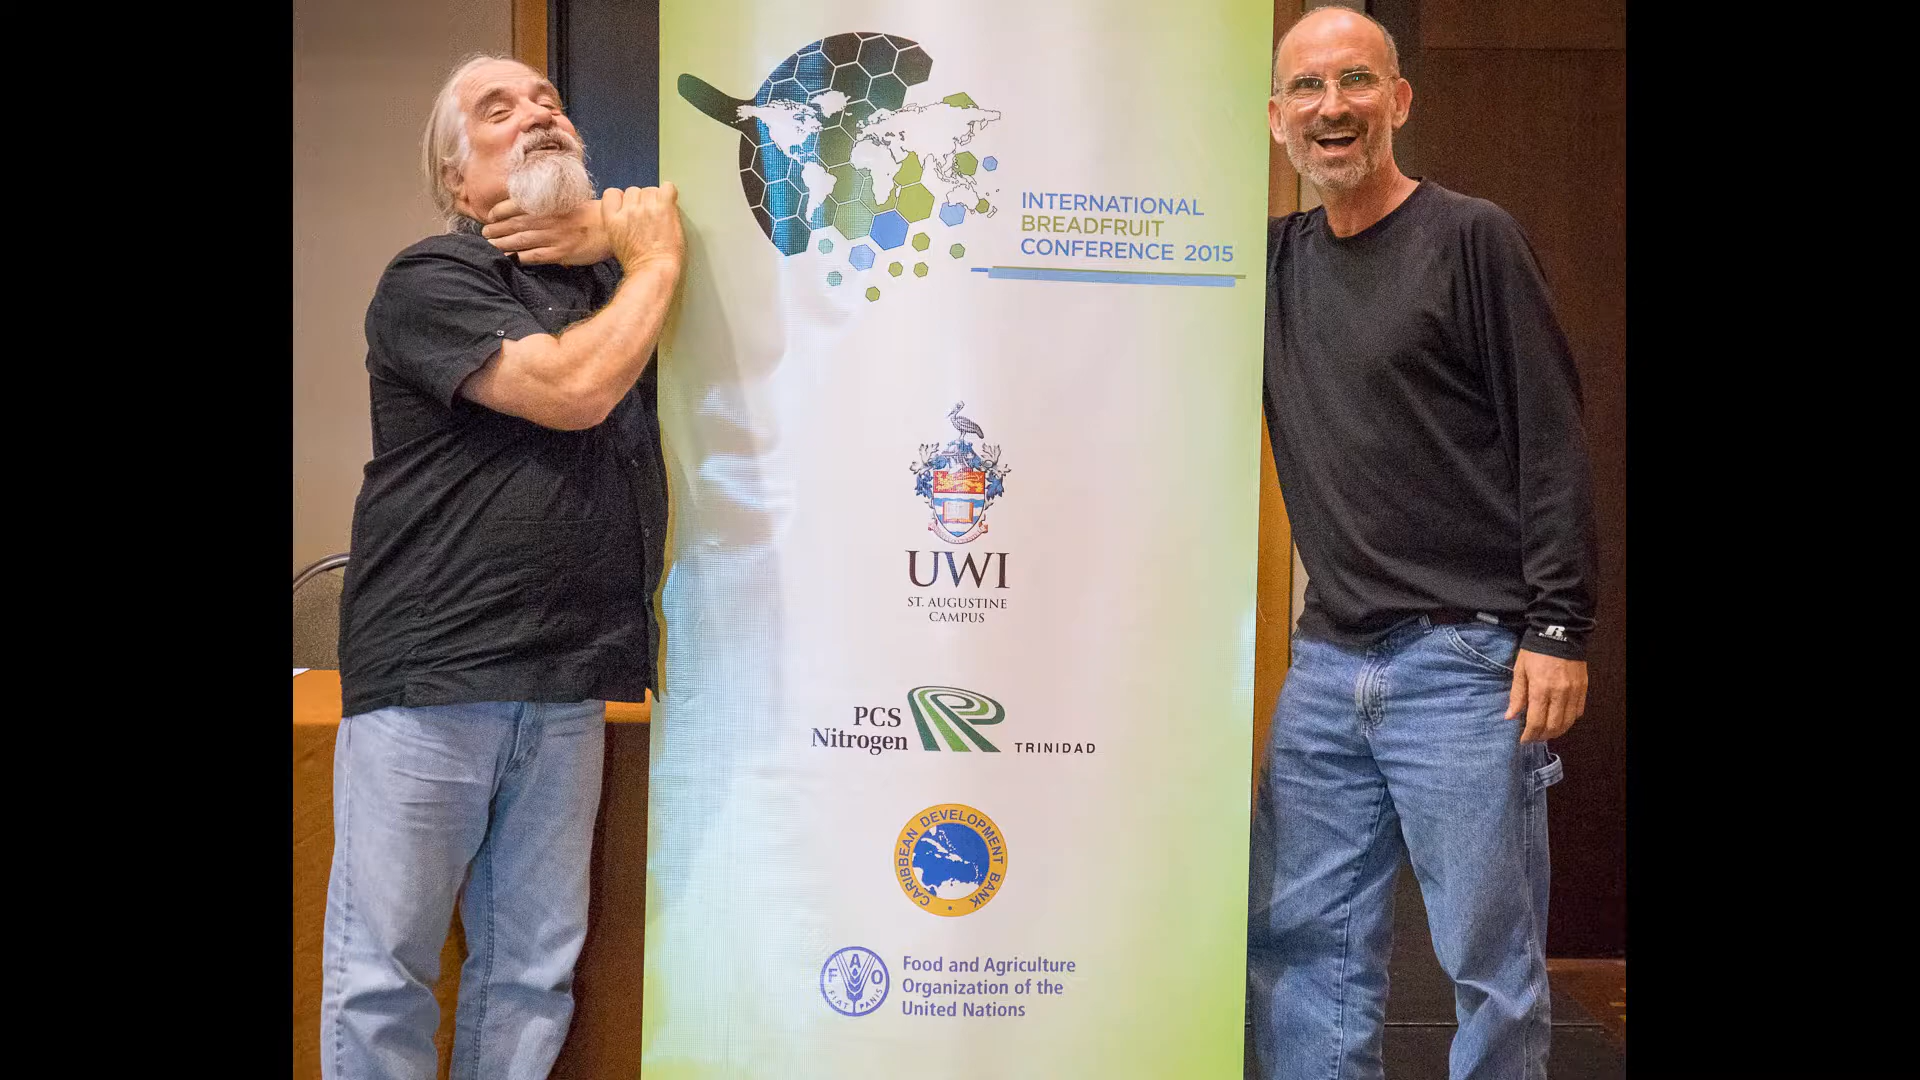 INTERNATIONAL
BREADFRUIT
CONFERENCE 2015
UWI
ST. AUGUSTINE
CAMPUS
PCS
Nitrogen
TRINIDAD
CARIBBEAN DEVELOPMENT BANK
F A O
FIAT PANIS
Food and Agriculture
Organization of the
United Nations
R